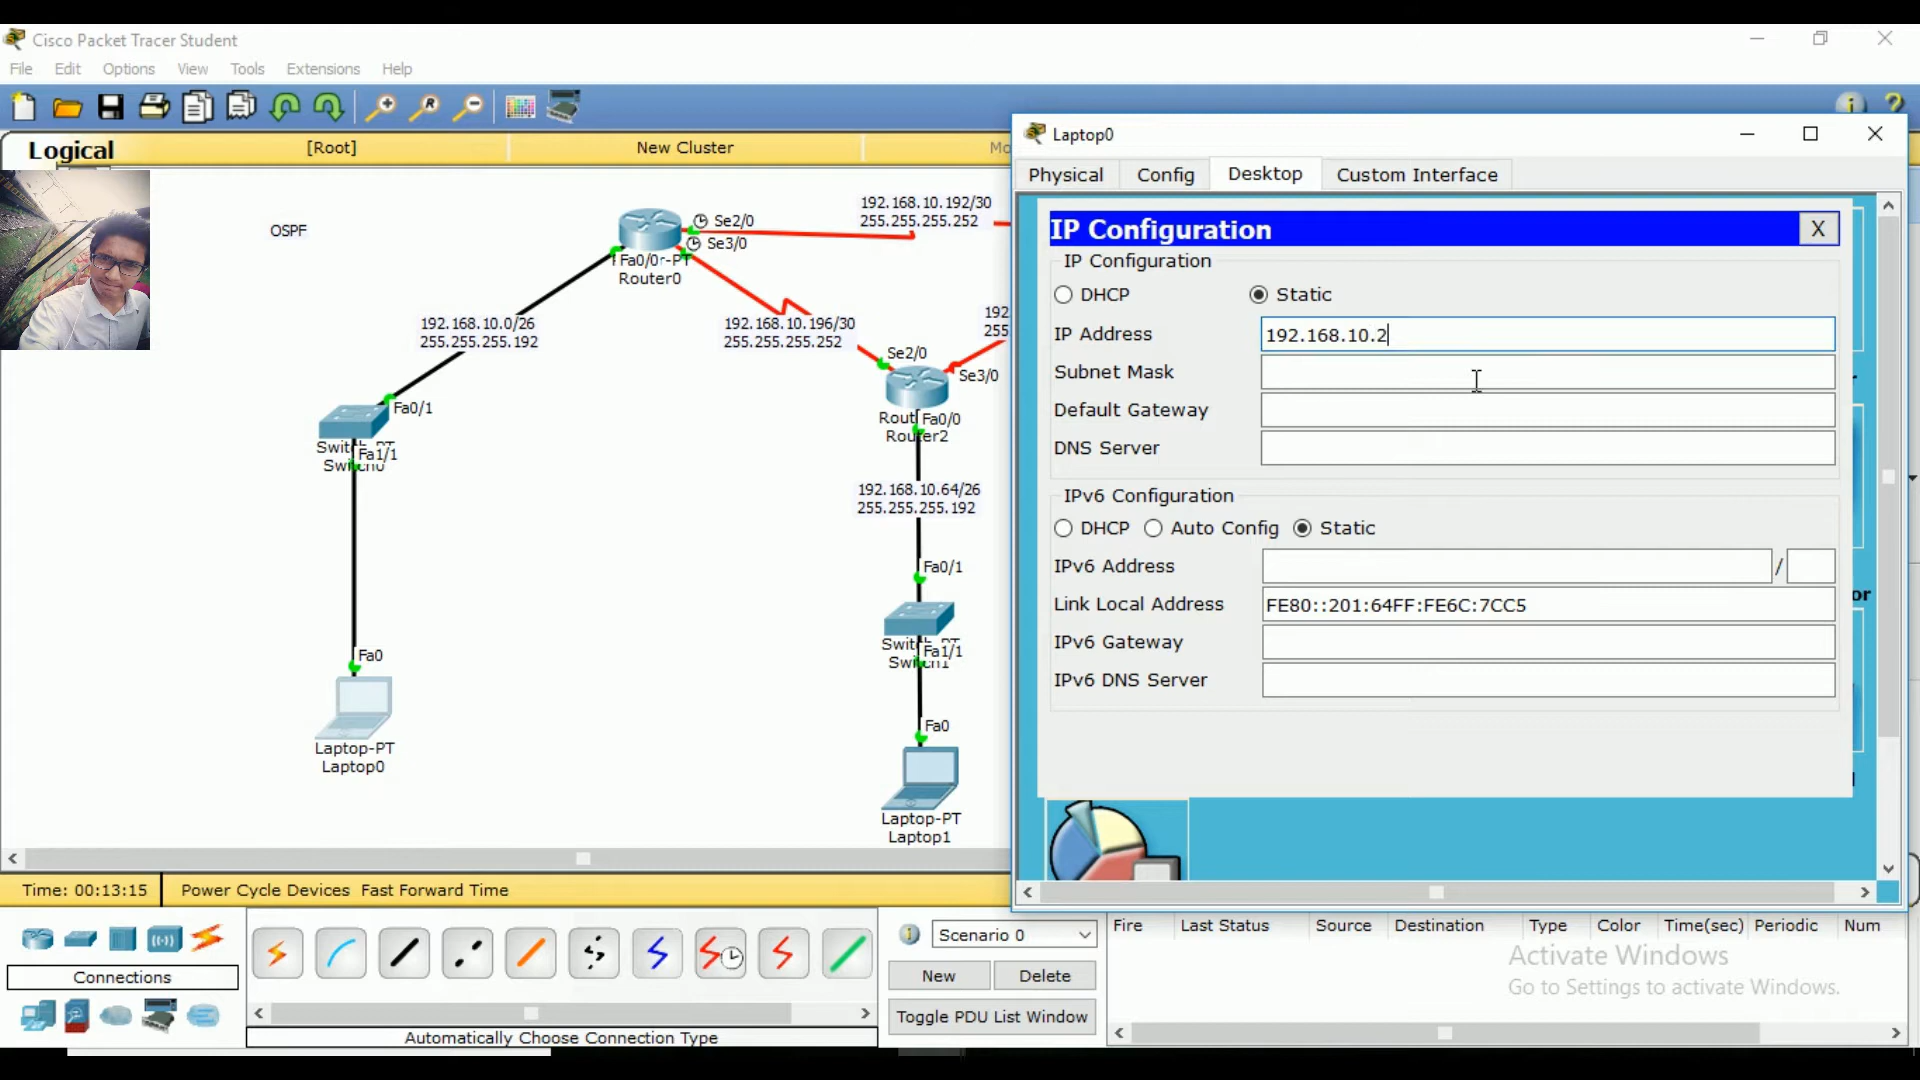 Cisco Packet Tracer Student
File Edit Options View Tools Extensions Help
Logical
[Root]
New Cluster
OSPF
Se2/0
Se3/0
Fa0/0
r-PT
Router0
192.168.10.192/30
255.255.255.252
192.168.10.0/26
255.255.255.192
192.168.10.196/30
255.255.255.252
192
255
Se2/0
Se3/0
Fa0/1
Fa1/1
Fa0/0
Router2
192.168.10.64/26
255.255.255.192
Fa0/1
Fa1/1
Fa0
Laptop-PT
Laptop0
Fa0
Laptop-PT
Laptop1
Laptop0
Physical Config Desktop Custom Interface
IP Configuration
X
IP Configuration
DHCP Static
IP Address 192.168.10.2
Subnet Mask
Default Gateway
DNS Server
IPv6 Configuration
DHCP Auto Config Static
IPv6 Address /
Link Local Address FE80::201:64FF:FE6C:7CC5
IPv6 Gateway
IPv6 DNS Server
or
Time: 00:13:15 Power Cycle Devices Fast Forward Time
Connections
Automatically Choose Connection Type
Scenario 0
New Delete
Toggle PDU List Window
Fire Last Status Source Destination Type Color Time(sec) Periodic Num
Activate Windows
Go to Settings to activate Windows.